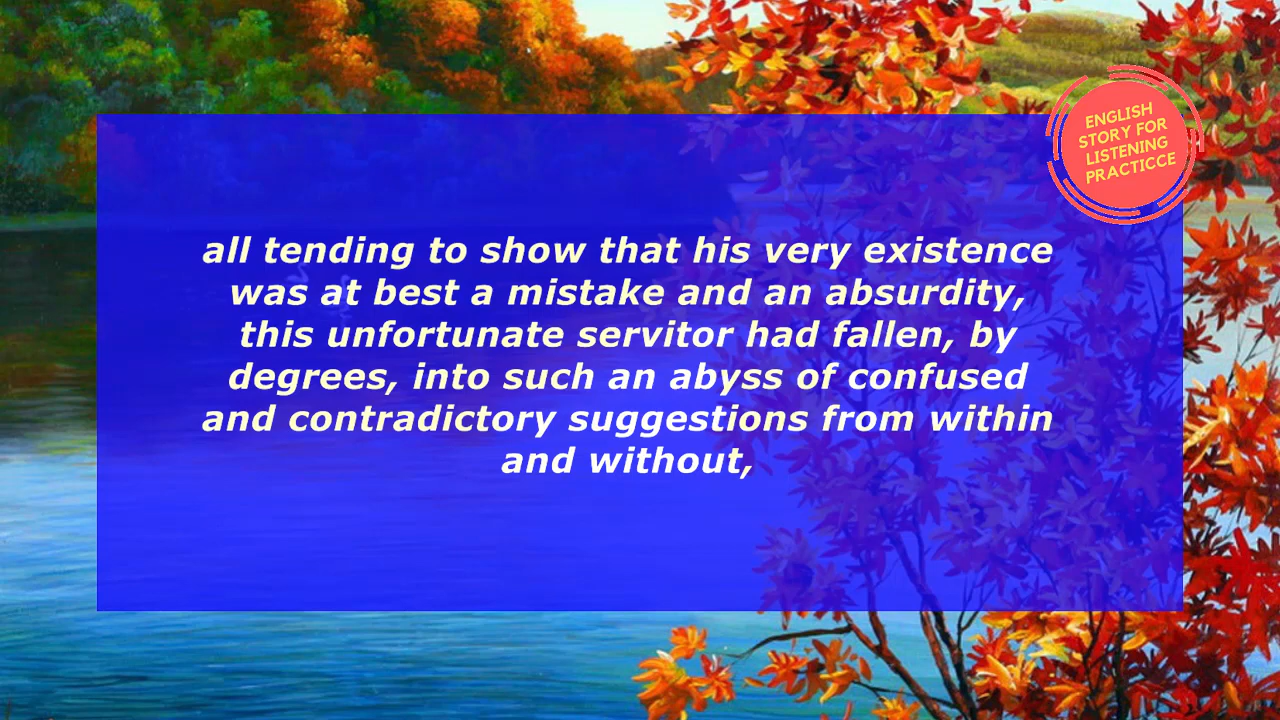 ENGLISH
STORY FOR
LISTENING
PRACTICCE
all tending to show that his very existence
was at best a mistake and an absurdity,
this unfortunate servitor had fallen, by
degrees, into such an abyss of confused
and contradictory suggestions from within
and without,